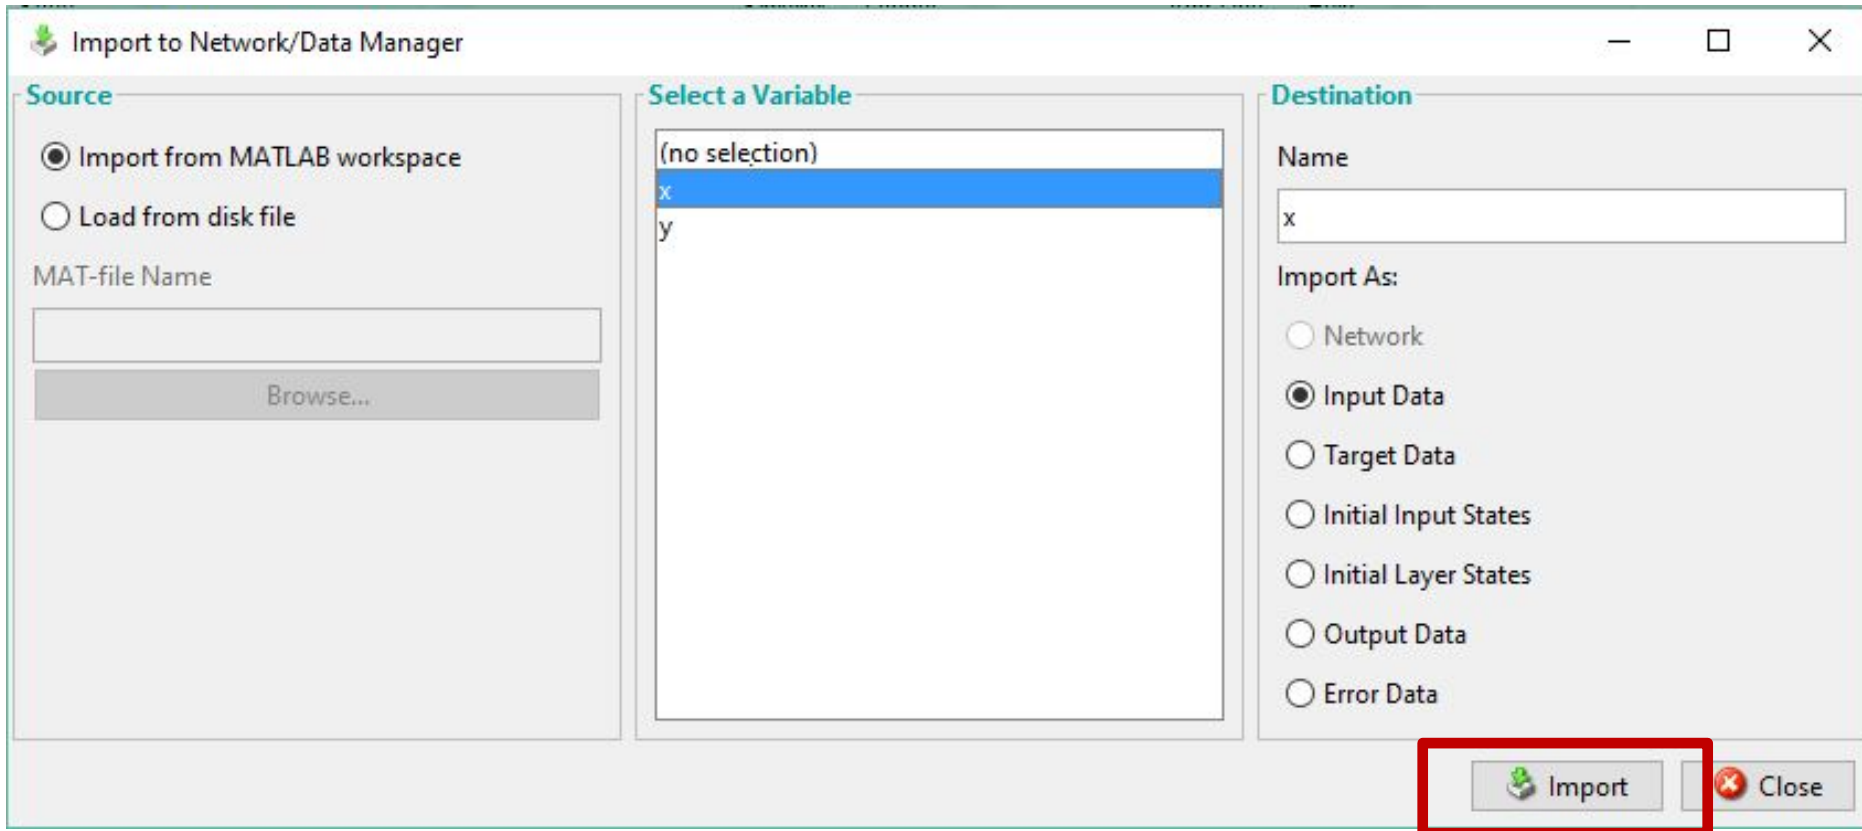 Import to Network/Data Manager
Source
Import from MATLAB workspace
Load from disk file
MAT-file Name
Browse...
Select a Variable
(no selection)
x
y
Destination
Name
x
Import As:
Network
Input Data
Target Data
Initial Input States
Initial Layer States
Output Data
Error Data
Import
Close